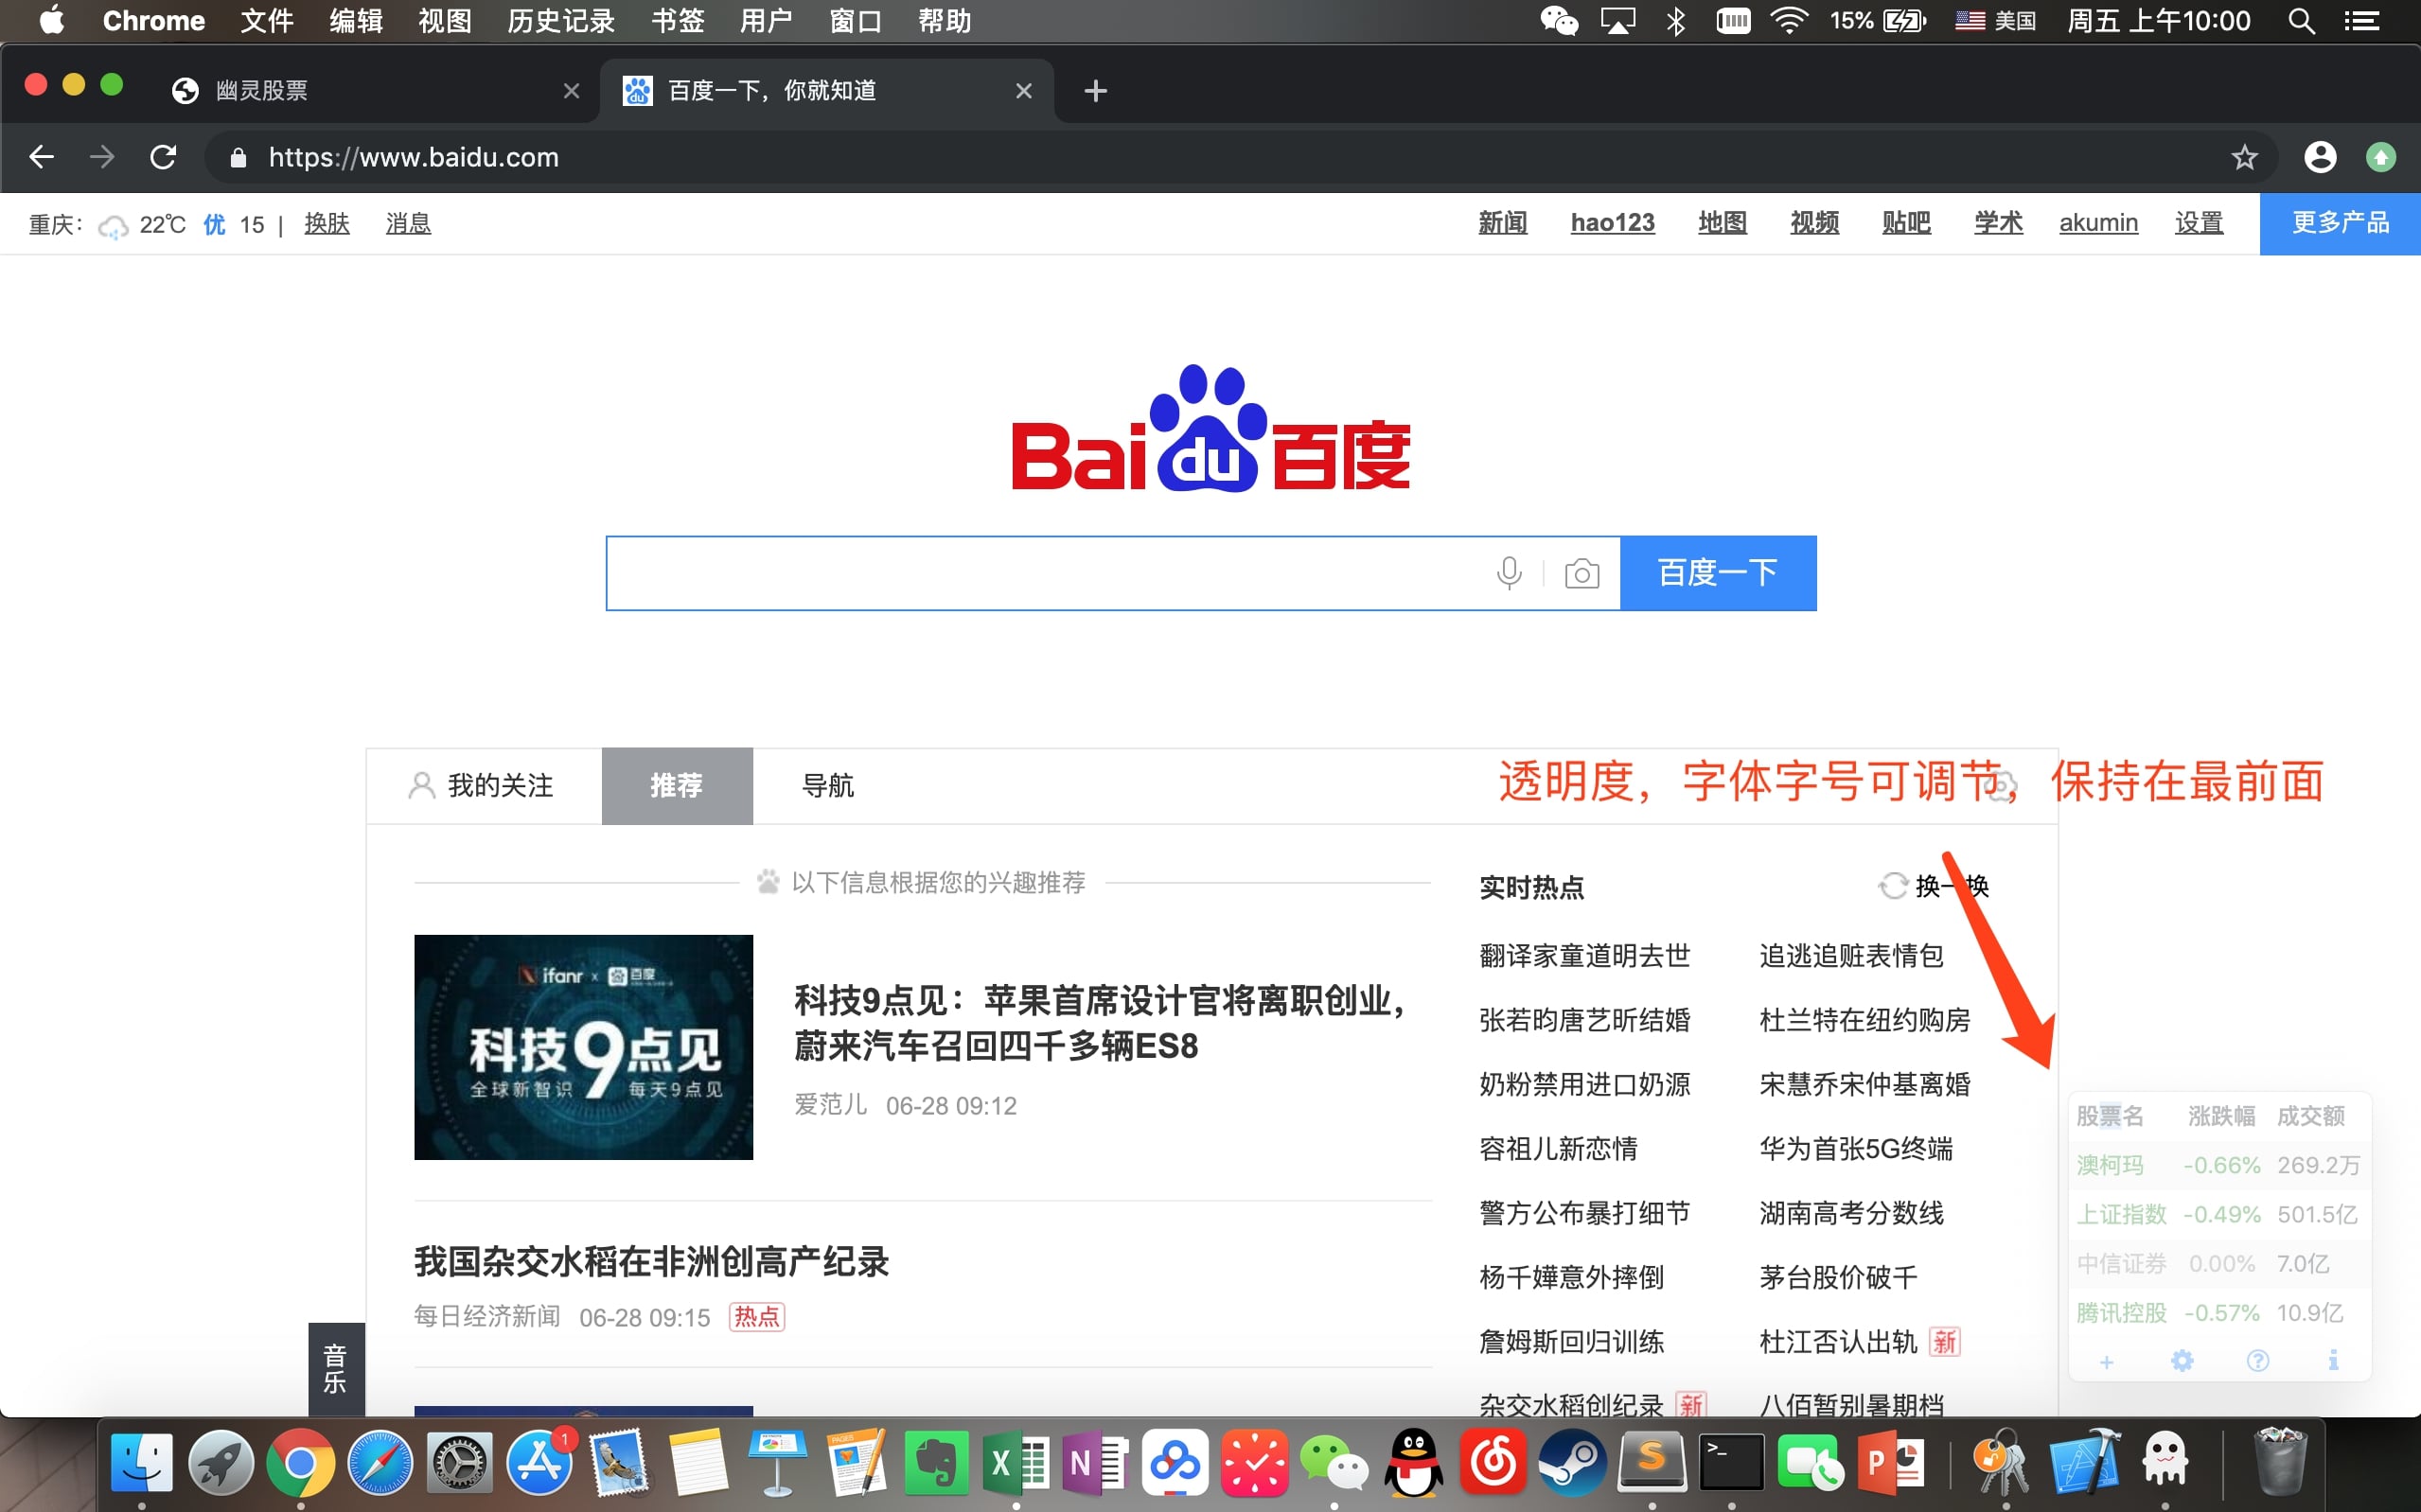 Chrome 文件 编辑 视图 历史记录 书签 用户 窗口 帮助 15% 美国 周五 上午10:00
幽灵股票 百度一下，你就知道
https://www.baidu.com
重庆： 22℃ 优 15 | 换肤 消息 新闻 hao123 地图 视频 贴吧 学术 akumin 设置 更多产品
Bai du 百度
百度一下
我的关注 推荐 导航
透明度，字体字号可调节，保持在最前面
以下信息根据您的兴趣推荐
ifanr x 百度
科技9点见
全球新智识 每天9点见
科技9点见：苹果首席设计官将离职创业，
蔚来汽车召回四千多辆ES8
爱范儿 06-28 09:12
我国杂交水稻在非洲创高产纪录
每日经济新闻 06-28 09:15 热点
音乐
实时热点 换一换
翻译家童道明去世 追逃追赃表情包
张若昀唐艺昕结婚 杜兰特在纽约购房
奶粉禁用进口奶源 宋慧乔宋仲基离婚
容祖儿新恋情 华为首张5G终端
警方公布暴打细节 湖南高考分数线
杨千嬅意外摔倒 茅台股价破千
詹姆斯回归训练 杜江否认出轨 新
杂交水稻创纪录 新 八佰暂别暑期档
股票名 涨跌幅 成交额
澳柯玛 -0.66% 269.2万
上证指数 -0.49% 501.5亿
中信证券 0.00% 7.0亿
腾讯控股 -0.57% 10.9亿
1